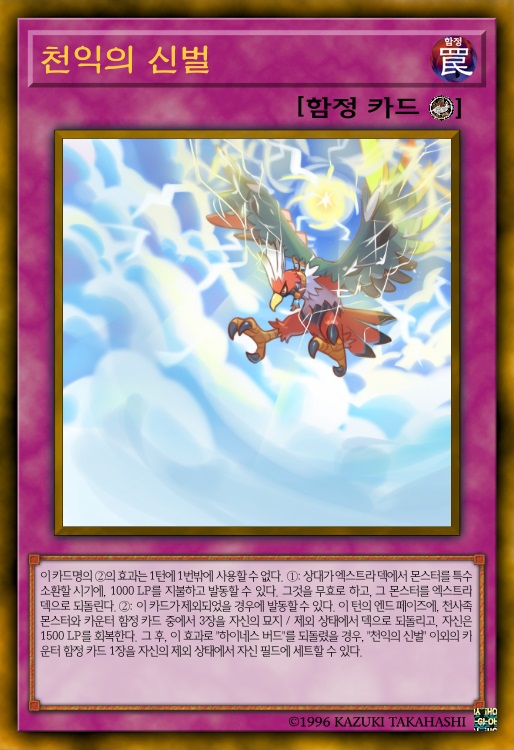 천익의 신벌
함정
罠
[함정 카드 ]
이 카드명의 ②의 효과는 1턴에 1번밖에 사용할 수 없다. ①: 상대가 엑스트라 덱에서 몬스터를 특수
소환할 시기에, 1000 LP를 지불하고 발동할 수 있다. 그것을 무효로 하고, 그 몬스터를 엑스트라
덱으로 되돌린다. ②: 이 카드가 제외되었을 경우에 발동할 수 있다. 이 턴의 엔드 페이즈에, 천사족
몬스터와 카운터 함정 카드 중에서 3장을 자신의 묘지 / 제외 상태에서 덱으로 되돌리고, 자신은
1500 LP를 회복한다. 그 후, 이 효과로 "하이네스 버드"를 되돌렸을 경우, "천익의 신벌" 이외의 카
운터 함정 카드 1장을 자신의 제외 상태에서 자신 필드에 세트할 수 있다.
©1996 KAZUKI TAKAHASHI